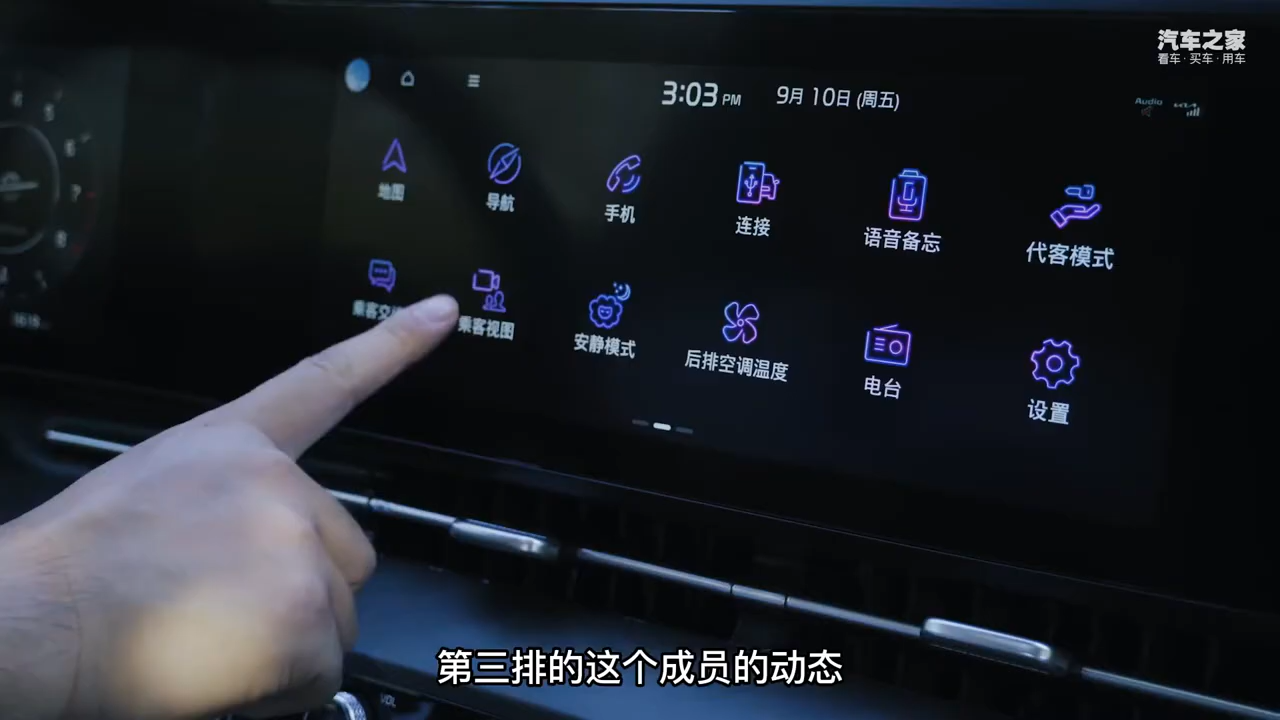 汽车之家
看车·买车·用车
3:03 PM 9月 10日 (周五)
Audio
地图 导航 手机 连接 语音备忘 代客模式
乘客视图 安静模式 后排空调温度 电台 设置
第三排的这个成员的动态
VOL